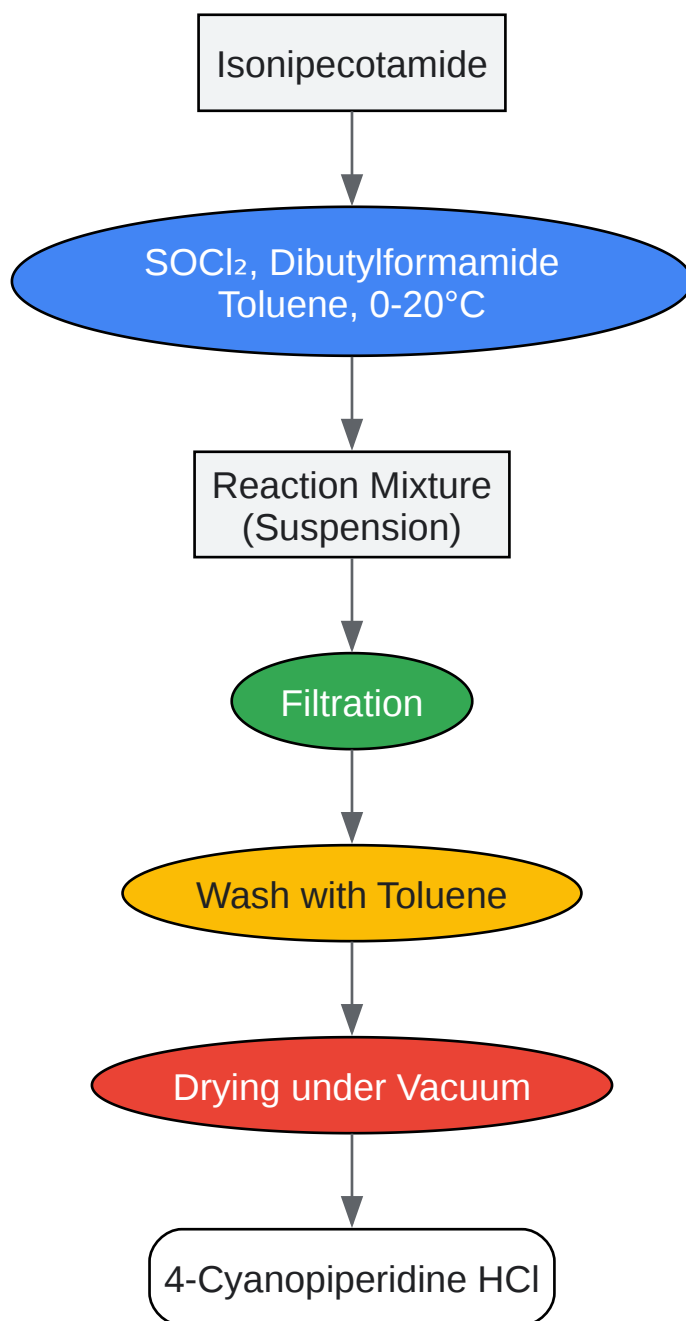 Isonipecotamide
SOCl₂, Dibutylformamide
Toluene, 0-20°C
Reaction Mixture
(Suspension)
Filtration
Wash with Toluene
Drying under Vacuum
4-Cyanopiperidine HCl